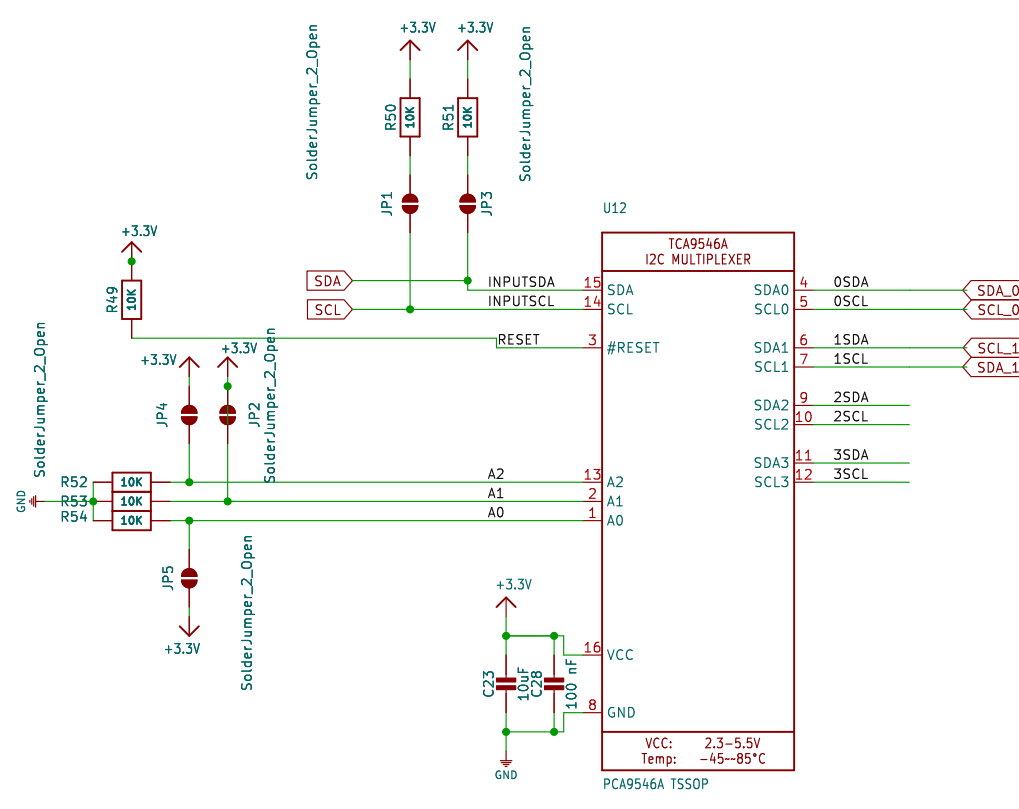 +3.3V
+3.3V
SolderJumper_2_Open
SolderJumper_2_Open
R50
10K
R51
10K
JP1
JP3
U12
TCA9546A
I2C MULTIPLEXER
+3.3V
R49
10K
SDA
INPUTSDA
15
SDA
SDA0
4
0SDA
SDA_0
SCL
INPUTSCL
14
SCL
SCL0
5
0SCL
SCL_0
RESET
3
#RESET
SDA1
6
1SDA
SCL_1
SCL1
7
1SCL
SDA_1
+3.3V
+3.3V
SolderJumper_2_Open
SolderJumper_2_Open
JP4
JP2
SDA2
9
2SDA
SCL2
10
2SCL
SDA3
11
3SDA
SCL3
12
3SCL
R52
10K
A2
13
A2
GND
R53
10K
A1
2
A1
R54
10K
A0
1
A0
JP5
SolderJumper_2_Open
+3.3V
+3.3V
16
VCC
C23
10uF
C28
100 nF
8
GND
GND
VCC: 2.3-5.5V
Temp: -45~~85°C
PCA9546A TSSOP